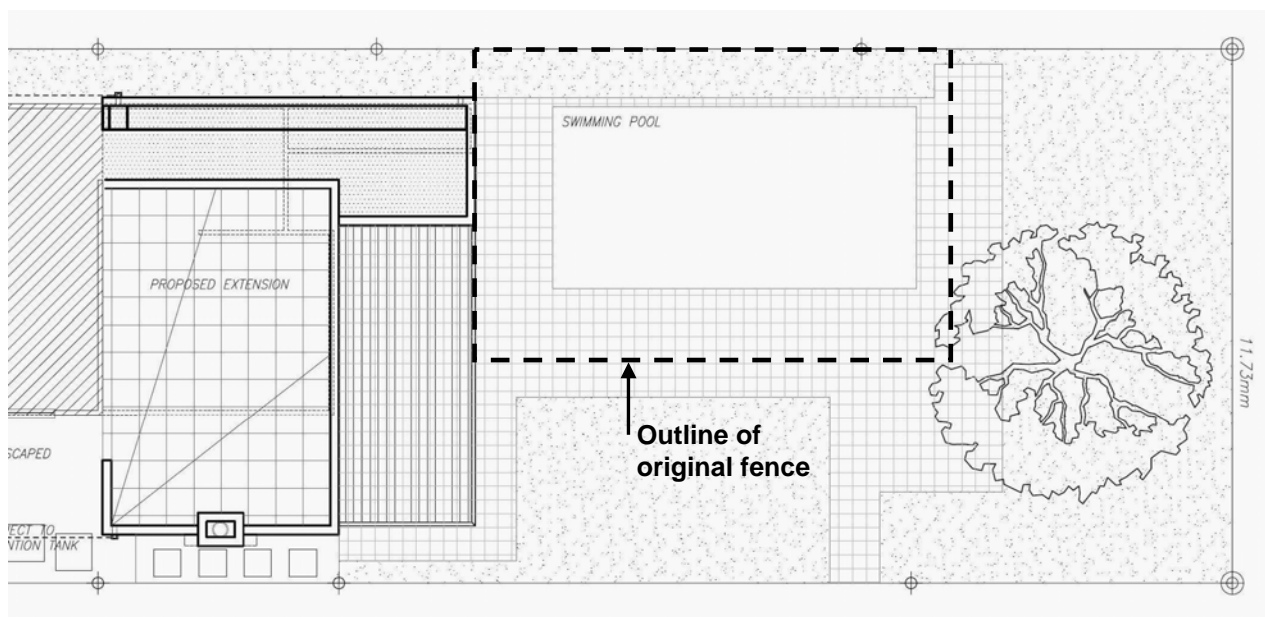 SWIMMING POOL
PROPOSED EXTENSION
11.73mm
Outline of
original fence
SCAPED
ECT TO
NTION TANK